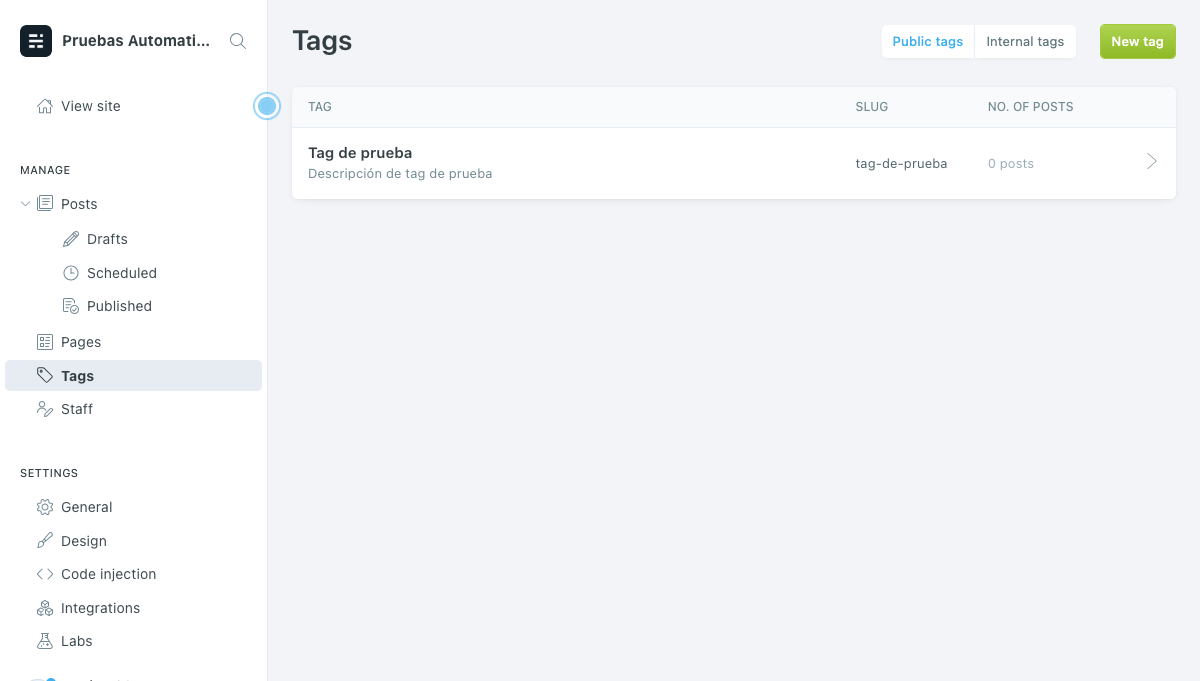 Pruebas Automati...
View site
MANAGE
Posts
Drafts
Scheduled
Published
Pages
Tags
Staff
SETTINGS
General
Design
Code injection
Integrations
Labs
Tags
Public tags
Internal tags
New tag
TAG
SLUG
NO. OF POSTS
Tag de prueba
Descripción de tag de prueba
tag-de-prueba
0 posts